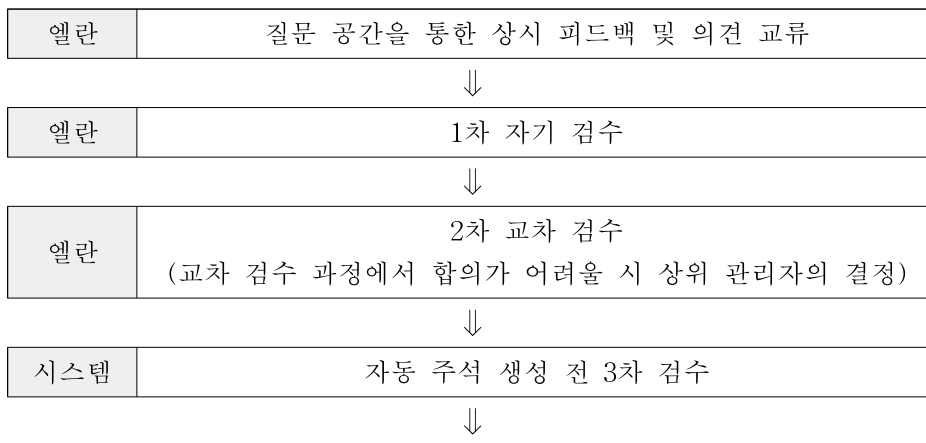 엘란 질문 공간을 통한 상시 피드백 및 의견 교류
⇓
엘란 1차 자기 검수
⇓
엘란 2차 교차 검수
(교차 검수 과정에서 합의가 어려울 시 상위 관리자의 결정)
⇓
시스템 자동 주석 생성 전 3차 검수
⇓